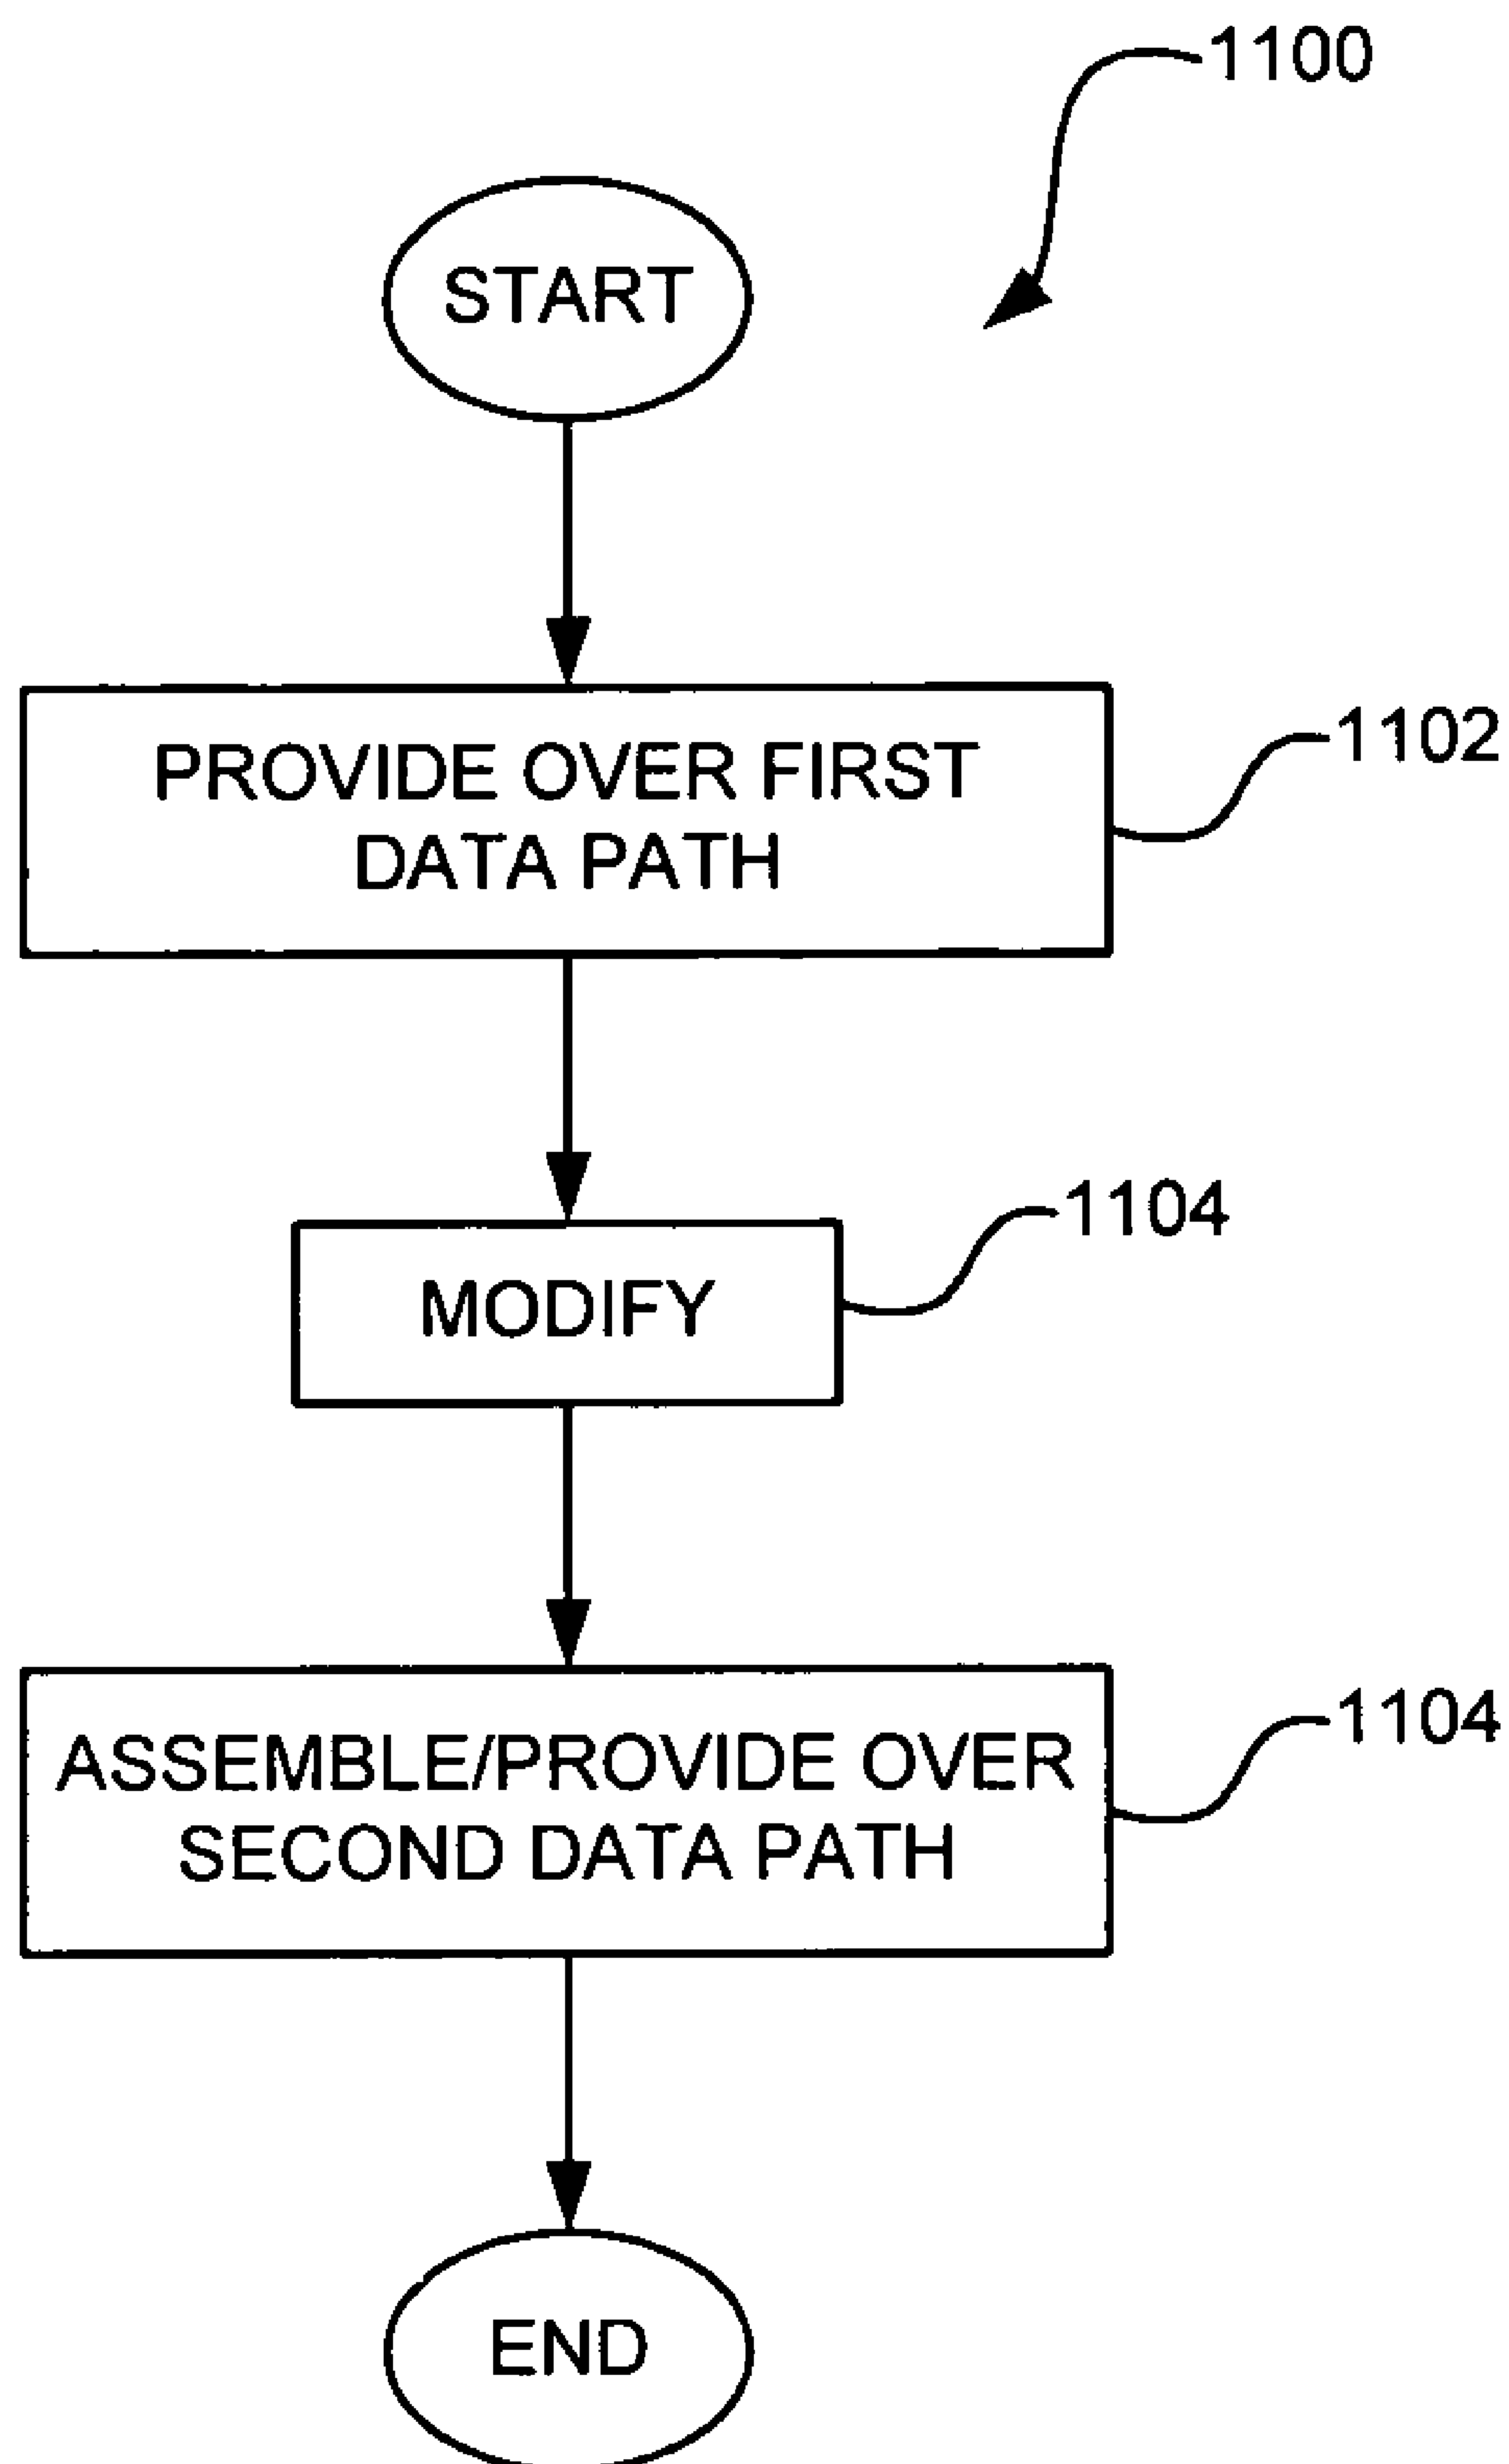 1100
START
PROVIDE OVER FIRST
DATA PATH
1102
MODIFY
1104
ASSEMBLE/PROVIDE OVER
SECOND DATA PATH
1104
END